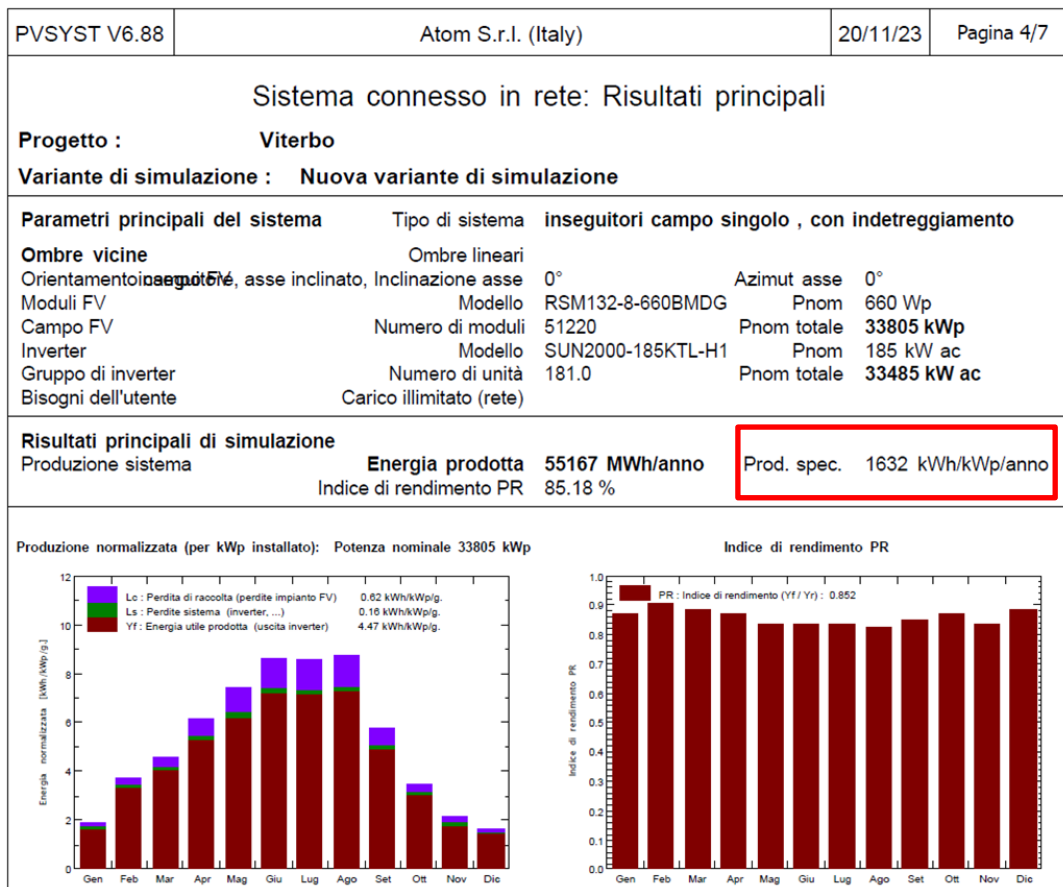 PVSYST V6.88 Atom S.r.l. (Italy) 20/11/23 Pagina 4/7
Sistema connesso in rete: Risultati principali
Progetto : Viterbo
Variante di simulazione : Nuova variante di simulazione
Parametri principali del sistema Tipo di sistema inseguitori campo singolo , con indetreggiamento
Ombre vicine Ombre lineari
Orientamento , asse inclinato, Inclinazione asse 0° Azimut asse 0°
Moduli FV Modello RSM132-8-660BMDG Pnom 660 Wp
Campo FV Numero di moduli 51220 Pnom totale 33805 kWp
Inverter Modello SUN2000-185KTL-H1 Pnom 185 kW ac
Gruppo di inverter Numero di unità 181.0 Pnom totale 33485 kW ac
Bisogni dell'utente Carico illimitato (rete)
Risultati principali di simulazione
Produzione sistema Energia prodotta 55167 MWh/anno Prod. spec. 1632 kWh/kWp/anno
Indice di rendimento PR 85.18 %
Produzione normalizzata (per kWp installato): Potenza nominale 33805 kWp
12
10
8
6
4
2
0
Energia normalizzata [kWh/kWp/g.]
Lc : Perdita di raccolta (perdite impianto FV) 0.62 kWh/kWp/g.
Ls : Perdite sistema (inverter, ...) 0.16 kWh/kWp/g.
Yf : Energia utile prodotta (uscita inverter) 4.47 kWh/kWp/g.
Gen Feb Mar Apr Mag Giu Lug Ago Set Ott Nov Dic
Indice di rendimento PR
1.0
0.9
0.8
0.7
0.6
0.5
0.4
0.3
0.2
0.1
0.0
Indice di rendimento PR
PR : Indice di rendimento (Yf / Yr) : 0.852
Gen Feb Mar Apr Mag Giu Lug Ago Set Ott Nov Dic